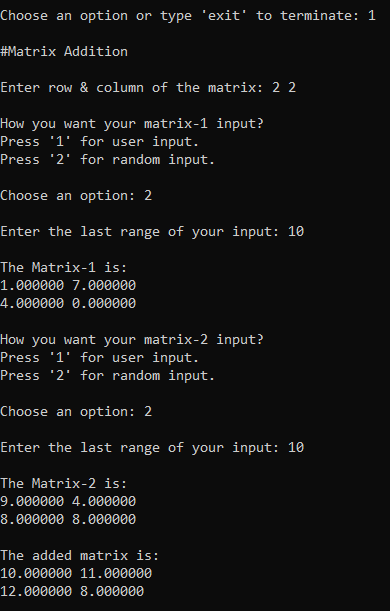 Choose an option or type 'exit' to terminate: 1
#Matrix Addition
Enter row & column of the matrix: 2 2
How you want your matrix-1 input?
Press '1' for user input.
Press '2' for random input.
Choose an option: 2
Enter the last range of your input: 10
The Matrix-1 is:
1.000000 7.000000
4.000000 0.000000
How you want your matrix-2 input?
Press '1' for user input.
Press '2' for random input.
Choose an option: 2
Enter the last range of your input: 10
The Matrix-2 is:
9.000000 4.000000
8.000000 8.000000
The added matrix is:
10.000000 11.000000
12.000000 8.000000